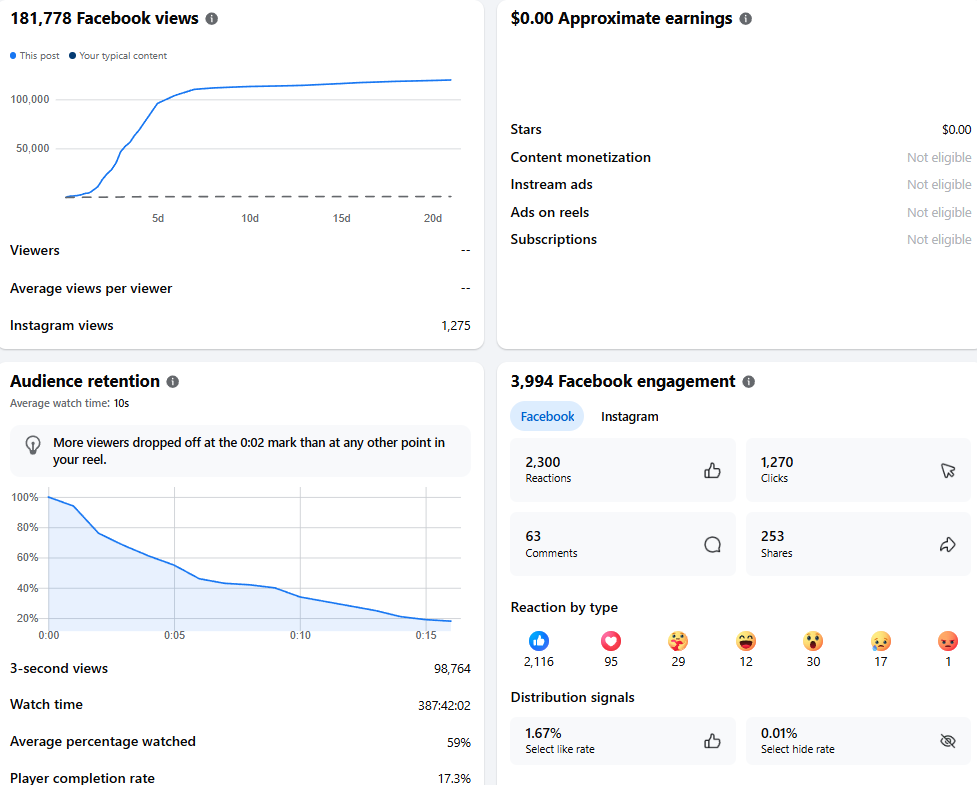 181,778 Facebook views
This post Your typical content
100,000
50,000
5d 10d 15d 20d
Viewers --
Average views per viewer --
Instagram views 1,275
$0.00 Approximate earnings
Stars $0.00
Content monetization Not eligible
Instream ads Not eligible
Ads on reels Not eligible
Subscriptions Not eligible
Audience retention
Average watch time: 10s
More viewers dropped off at the 0:02 mark than at any other point in
your reel.
100%
80%
60%
40%
20%
0:00 0:05 0:10 0:15
3-second views 98,764
Watch time 387:42:02
Average percentage watched 59%
Player completion rate 17.3%
3,994 Facebook engagement
Facebook Instagram
2,300
Reactions
1,270
Clicks
63
Comments
253
Shares
Reaction by type
2,116 95 29 12 30 17 1
Distribution signals
1.67%
Select like rate
0.01%
Select hide rate